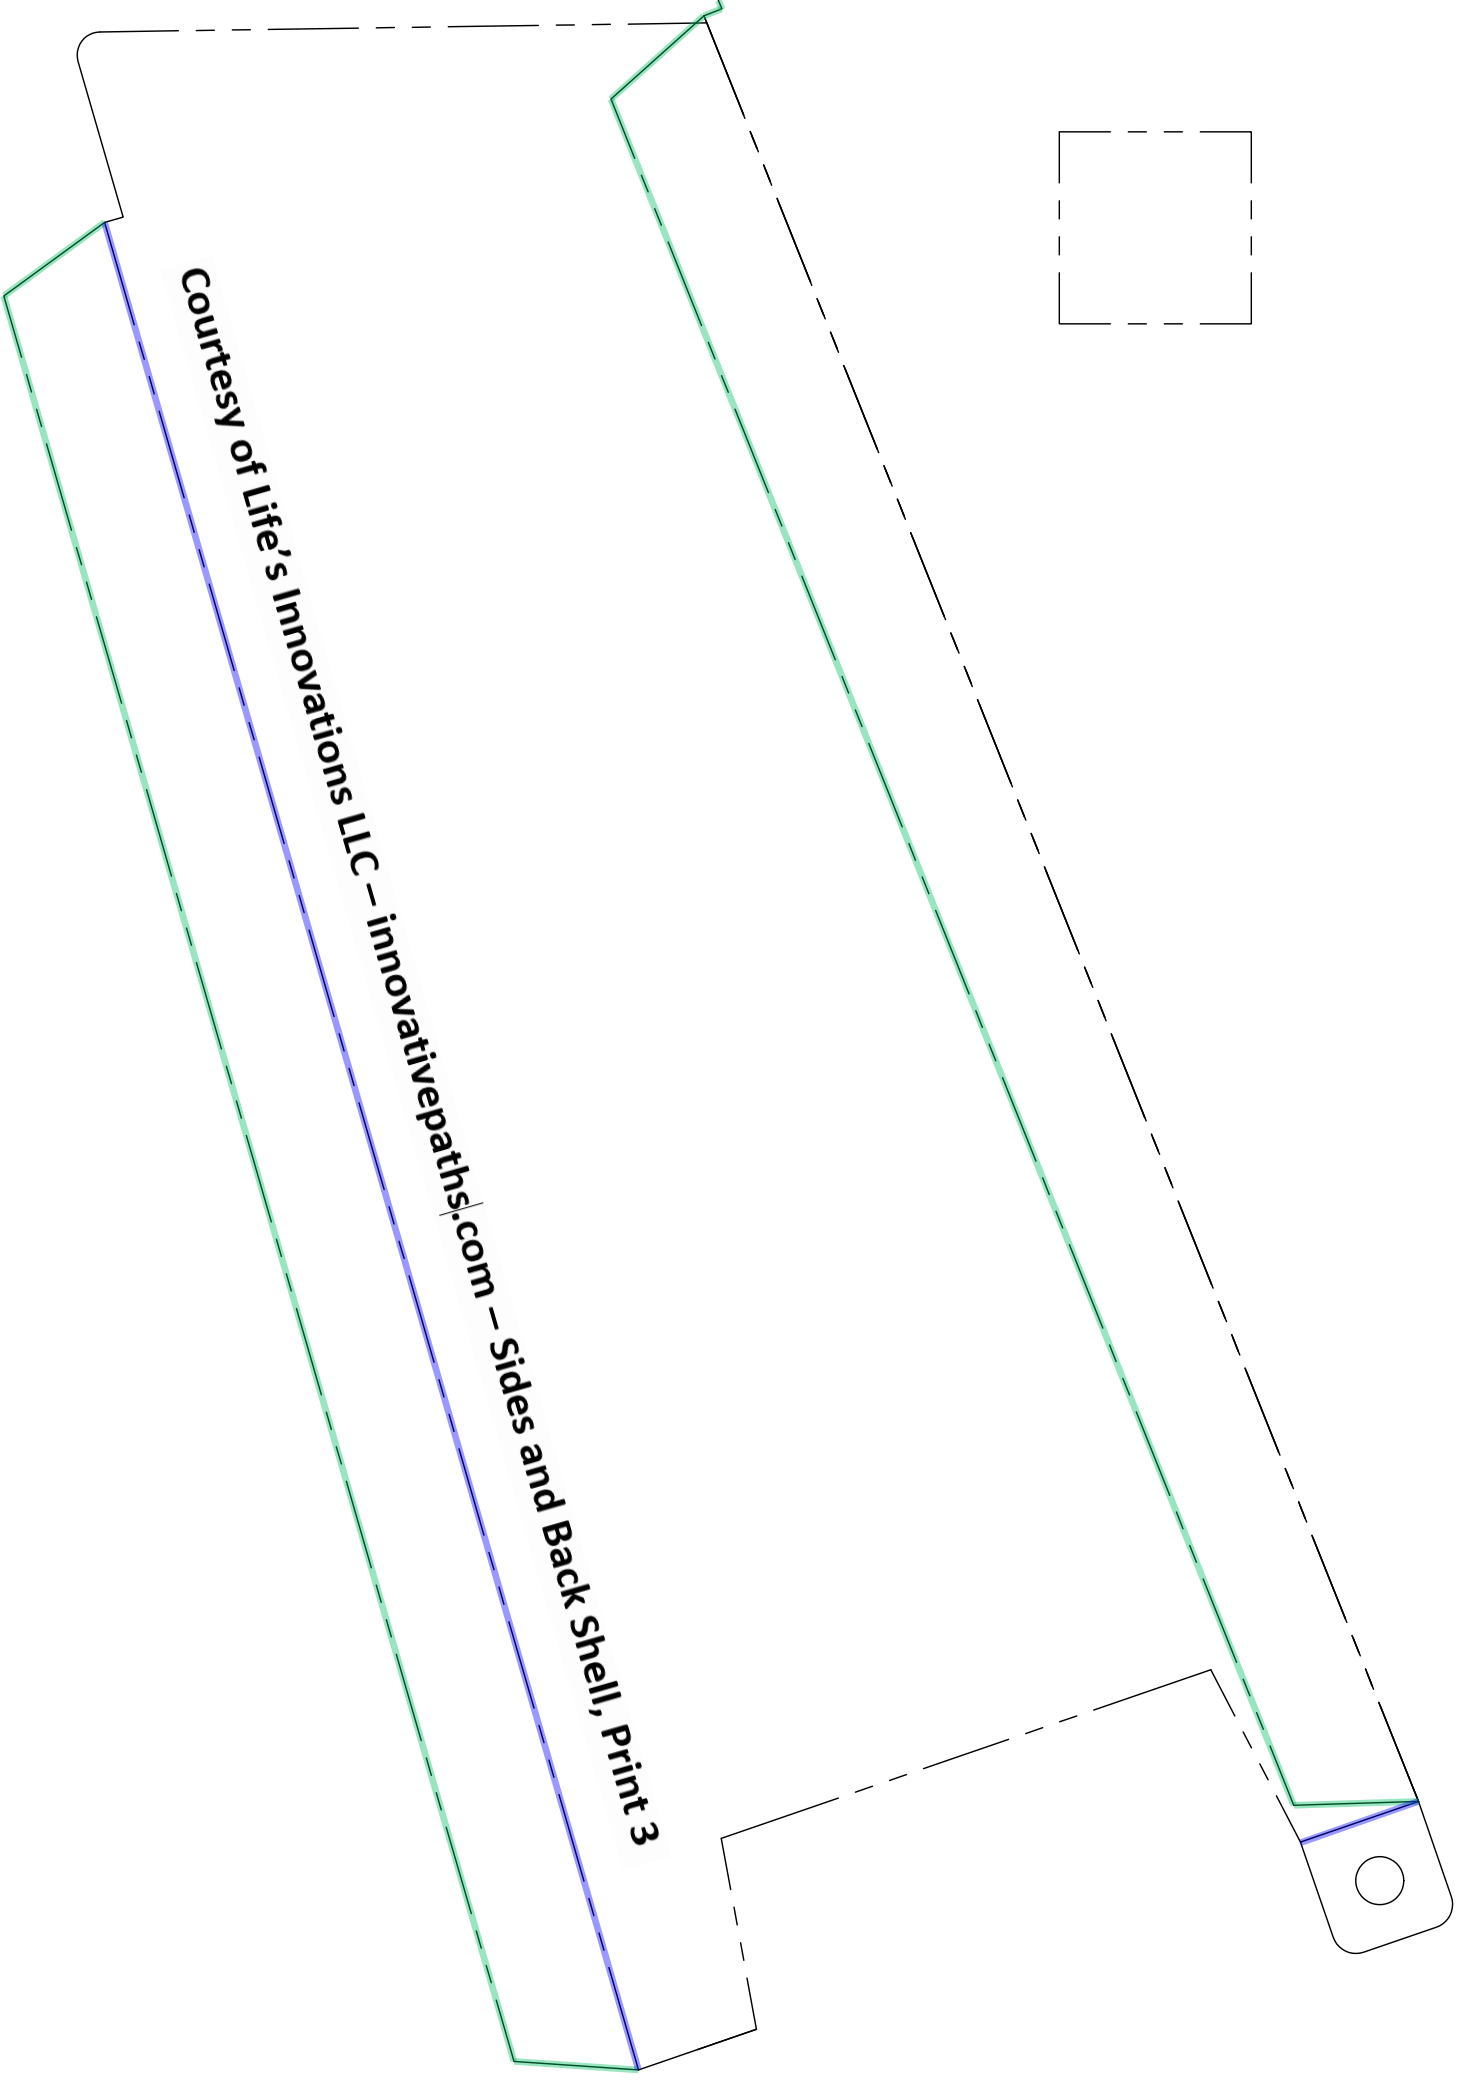 Courtesy of Life’s Innovations LLC – innovativepaths.com – Sides and Back Shell, Print 3